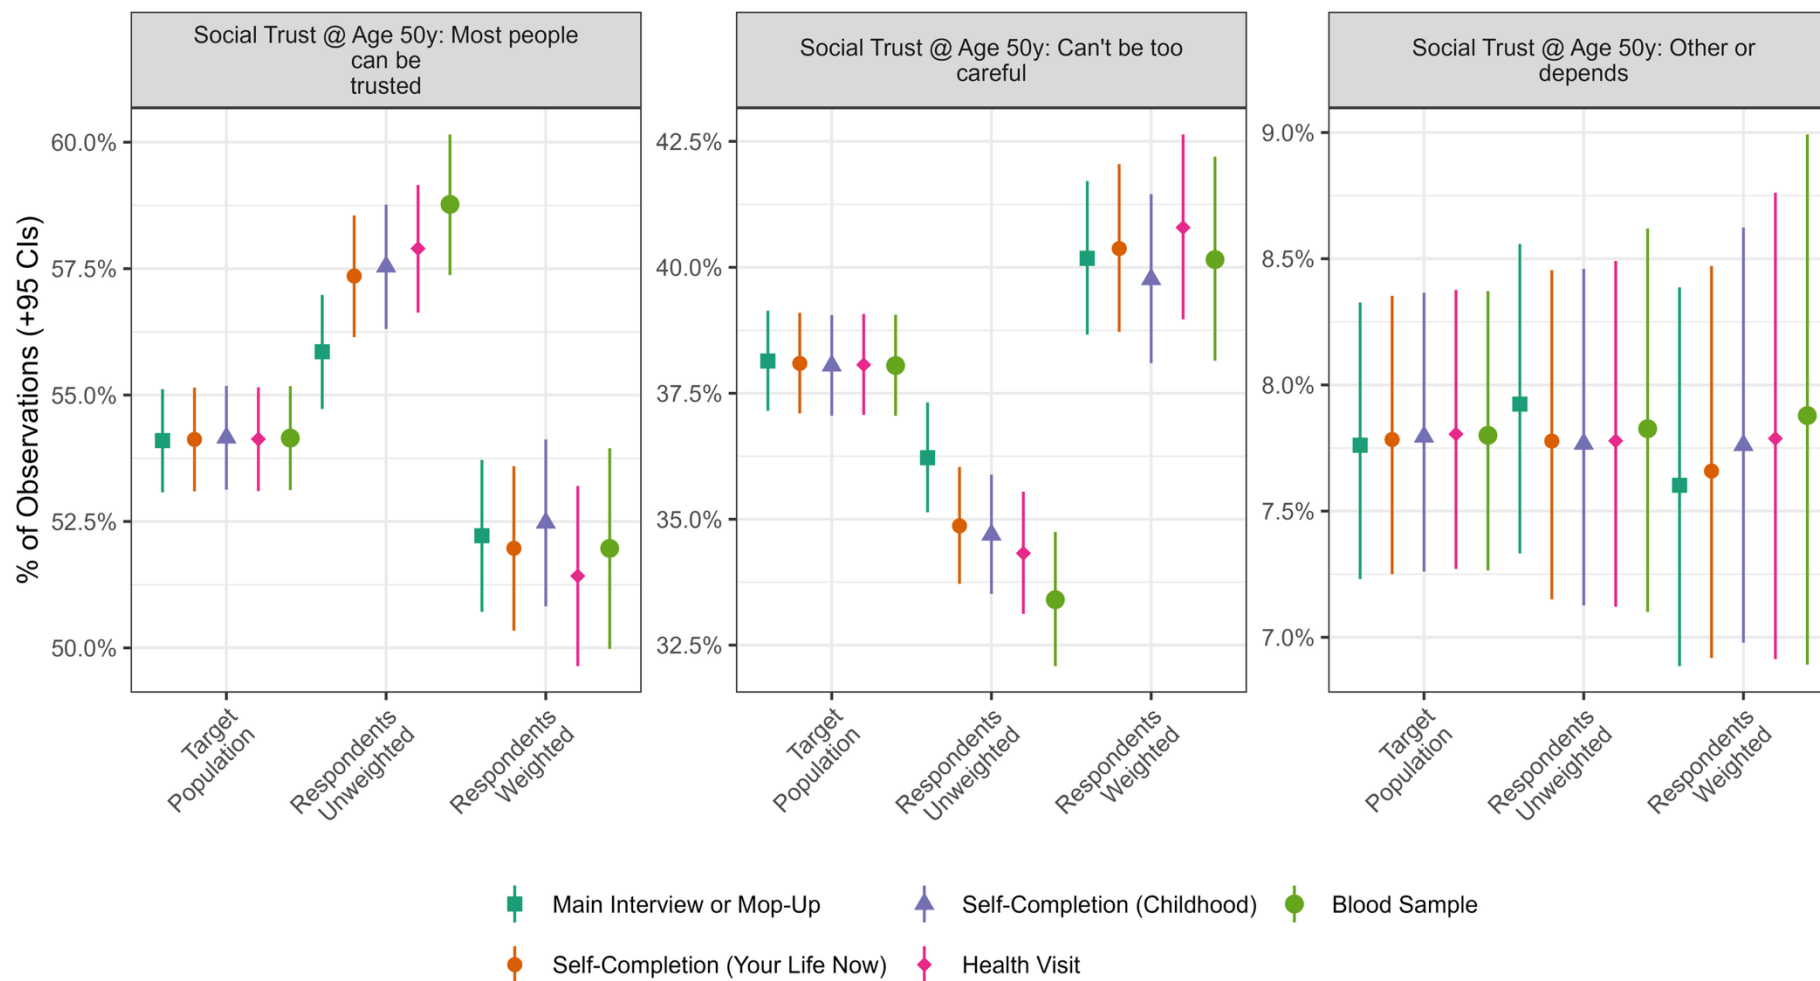 Social Trust @ Age 50y: Most people
can be
trusted
Social Trust @ Age 50y: Can't be too
careful
Social Trust @ Age 50y: Other or
depends
% of Observations (+95 CIs)
60.0%
57.5%
55.0%
52.5%
50.0%
42.5%
40.0%
37.5%
35.0%
32.5%
9.0%
8.5%
8.0%
7.5%
7.0%
Target
Population
Respondents
Unweighted
Respondents
Weighted
Target
Population
Respondents
Unweighted
Respondents
Weighted
Target
Population
Respondents
Unweighted
Respondents
Weighted
Main Interview or Mop-Up
Self-Completion (Childhood)
Blood Sample
Self-Completion (Your Life Now)
Health Visit